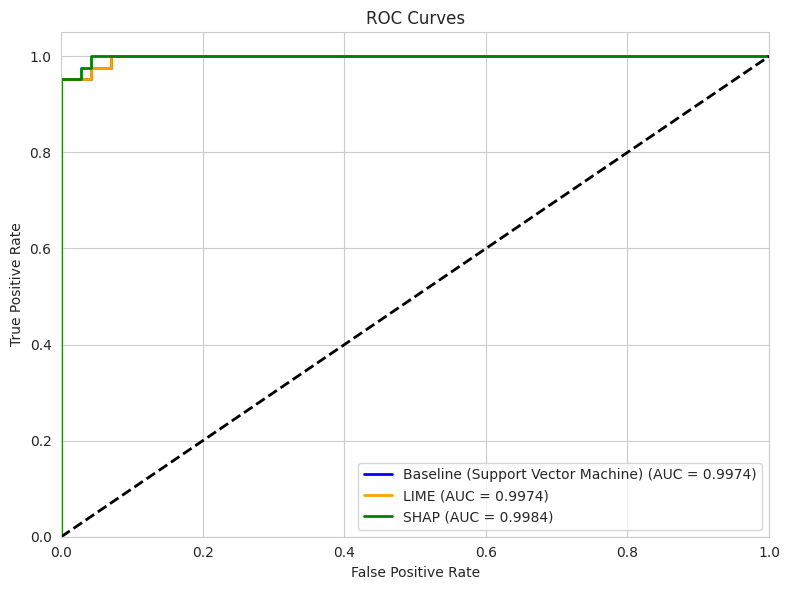 ROC Curves
1.0
0.8
0.6
0.4
0.2
0.0
True Positive Rate
0.0 0.2 0.4 0.6 0.8 1.0
False Positive Rate
Baseline (Support Vector Machine) (AUC = 0.9974)
LIME (AUC = 0.9974)
SHAP (AUC = 0.9984)